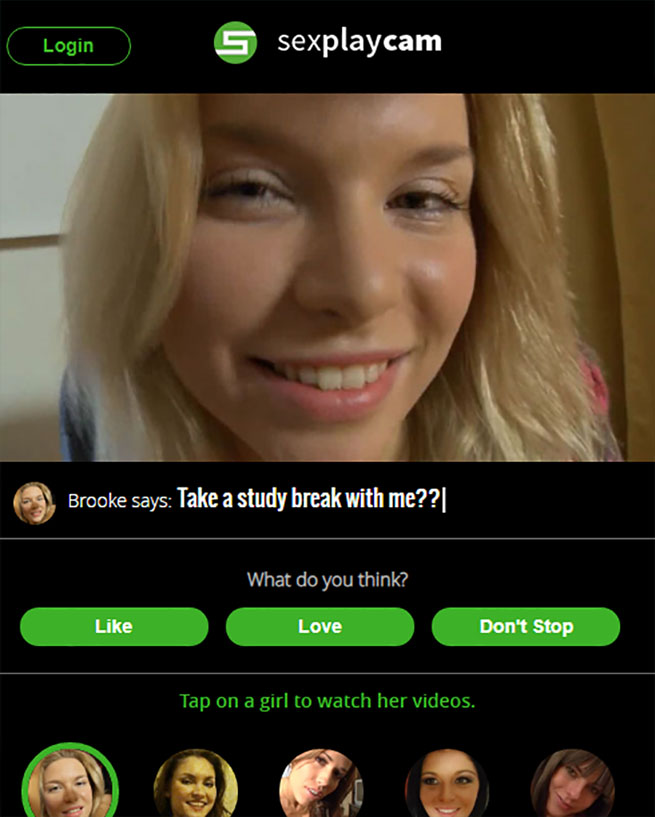 Login
sexplaycam
Brooke says: Take a study break with me??|
What do you think?
Like
Love
Don't Stop
Tap on a girl to watch her videos.